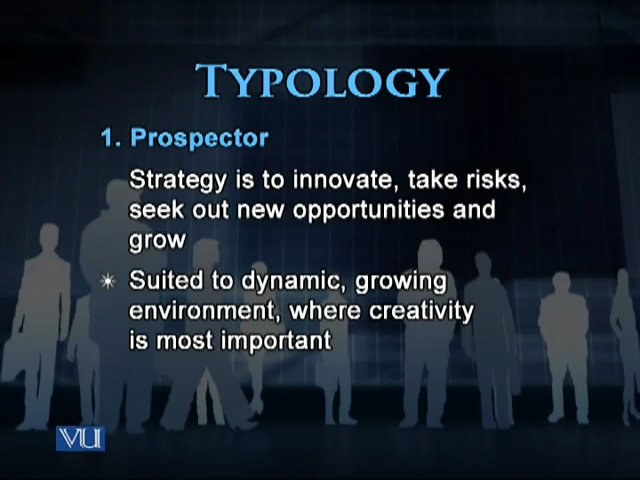 TYPOLOGY
1. Prospector
Strategy is to innovate, take risks,
seek out new opportunities and
grow
Suited to dynamic, growing
environment, where creativity
is most important
VU